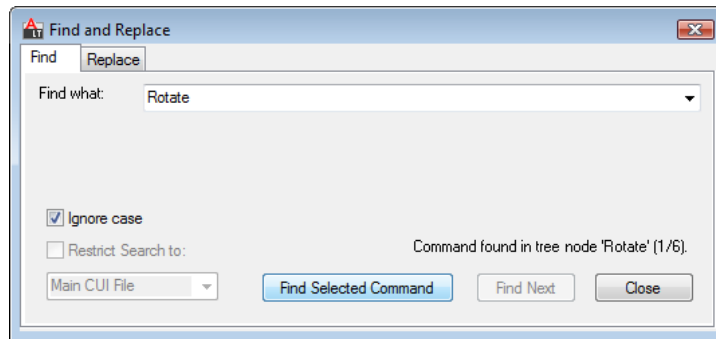 LT Find and Replace
Find Replace
Find what: Rotate
Ignore case
Restrict Search to: Command found in tree node 'Rotate' (1/6).
Main CUI File Find Selected Command Find Next Close